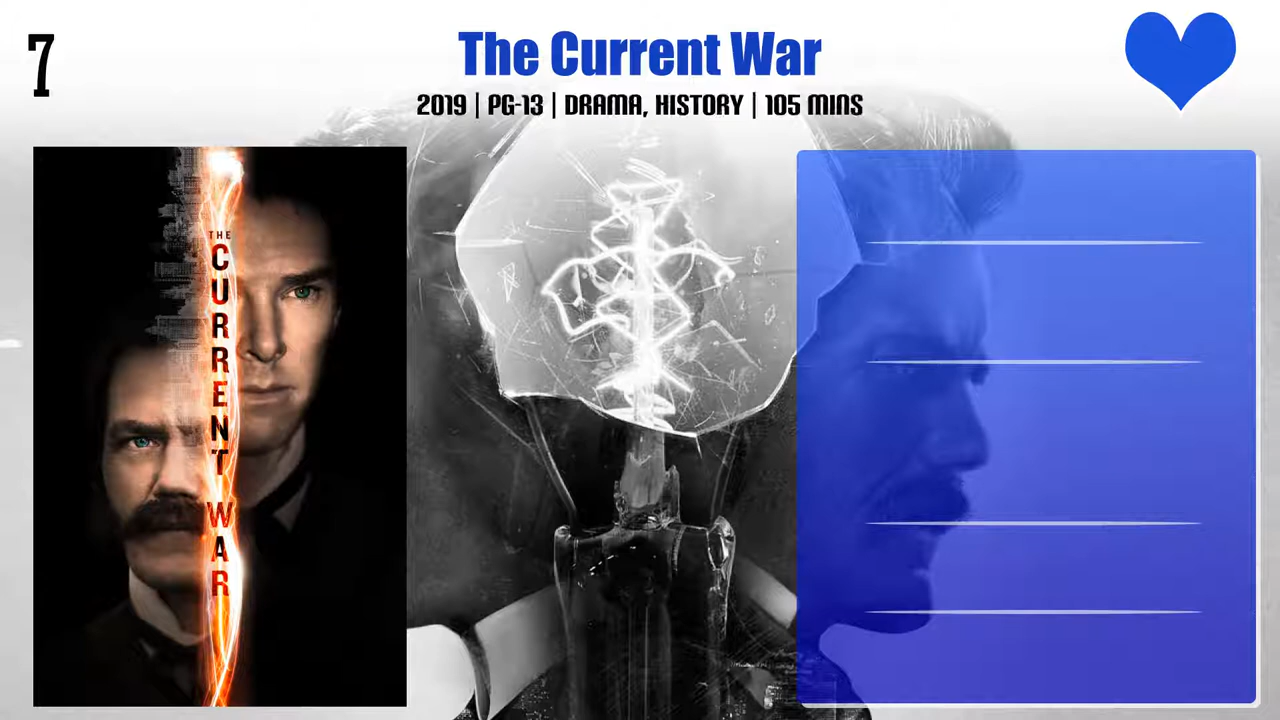 7
The Current War
2019 | PG-13 | DRAMA, HISTORY | 105 MINS
THE
CURRENT
WAR